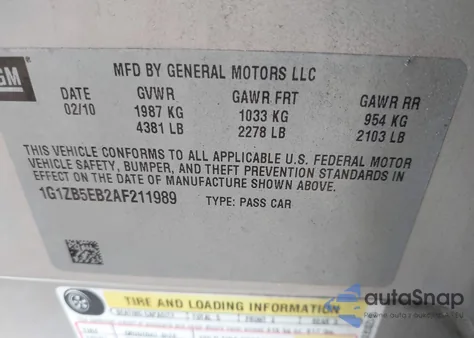 GM
MFD BY GENERAL MOTORS LLC
DATE GVWR GAWR FRT GAWR RR
02/10 1987 KG 1033 KG 954 KG
4381 LB 2278 LB 2103 LB
THIS VEHICLE CONFORMS TO ALL APPLICABLE U.S. FEDERAL MOTOR
VEHICLE SAFETY, BUMPER, AND THEFT PREVENTION STANDARDS IN
EFFECT ON THE DATE OF MANUFACTURE SHOWN ABOVE.
1G1ZB5EB2AF211989 TYPE: PASS CAR
TIRE AND LOADING INFORMATION
autoSnap